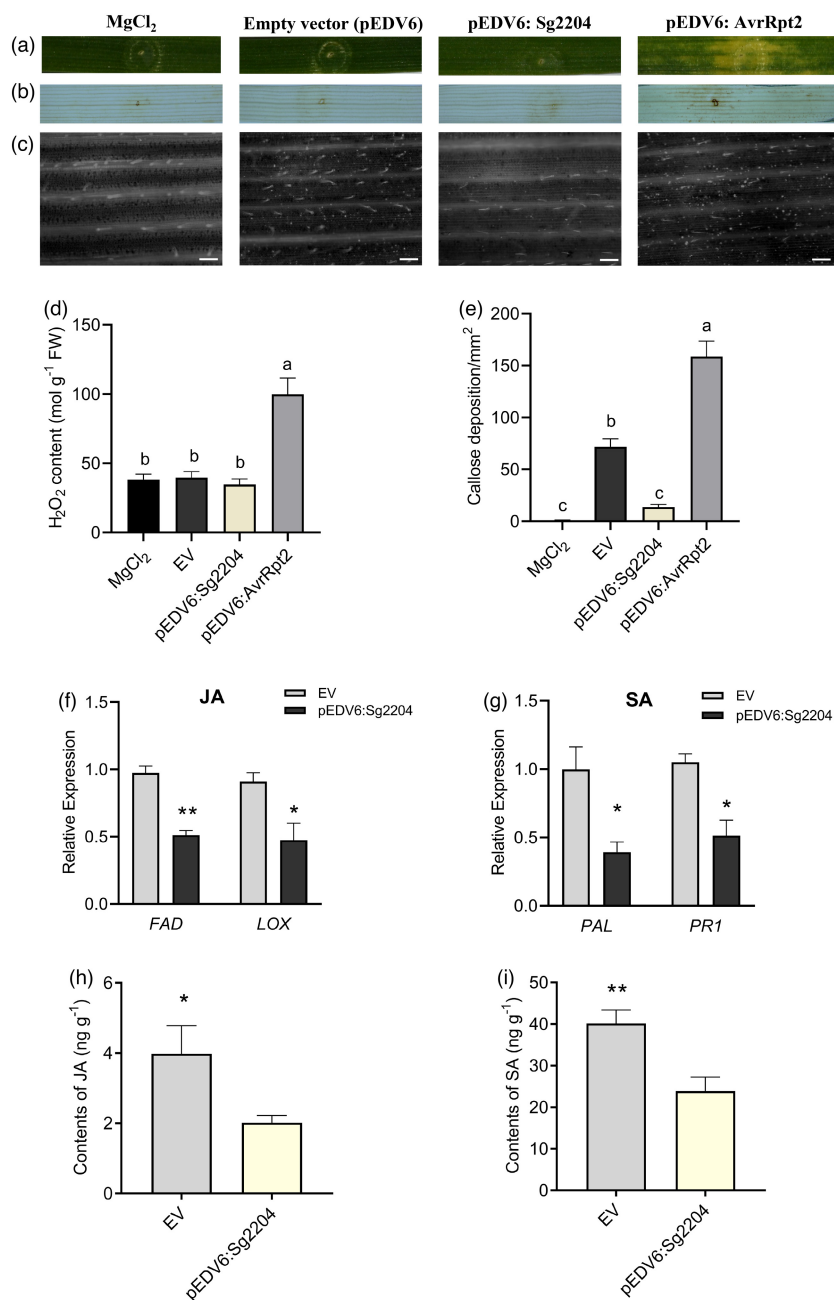 MgCl₂ Empty vector (pEDV6) pEDV6: Sg2204 pEDV6: AvrRpt2
(a)
(b)
(c)
(d)
H₂O₂ content (mol g⁻¹ FW)
150
100
50
0
b b b a
MgCl₂ EV pEDV6:Sg2204 pEDV6:AvrRpt2
(e)
Callose deposition/mm²
200
150
100
50
0
c b c a
MgCl₂ EV pEDV6:Sg2204 pEDV6:AvrRpt2
(f)
JA
EV
pEDV6:Sg2204
Relative Expression
1.5
1.0
0.5
0.0
** *
FAD LOX
(g)
SA
EV
pEDV6:Sg2204
Relative Expression
1.5
1.0
0.5
0.0
* *
PAL PR1
(h)
Contents of JA (ng g⁻¹)
6
4
2
0
*
EV pEDV6:Sg2204
(i)
Contents of SA (ng g⁻¹)
50
40
30
20
10
0
**
EV pEDV6:Sg2204